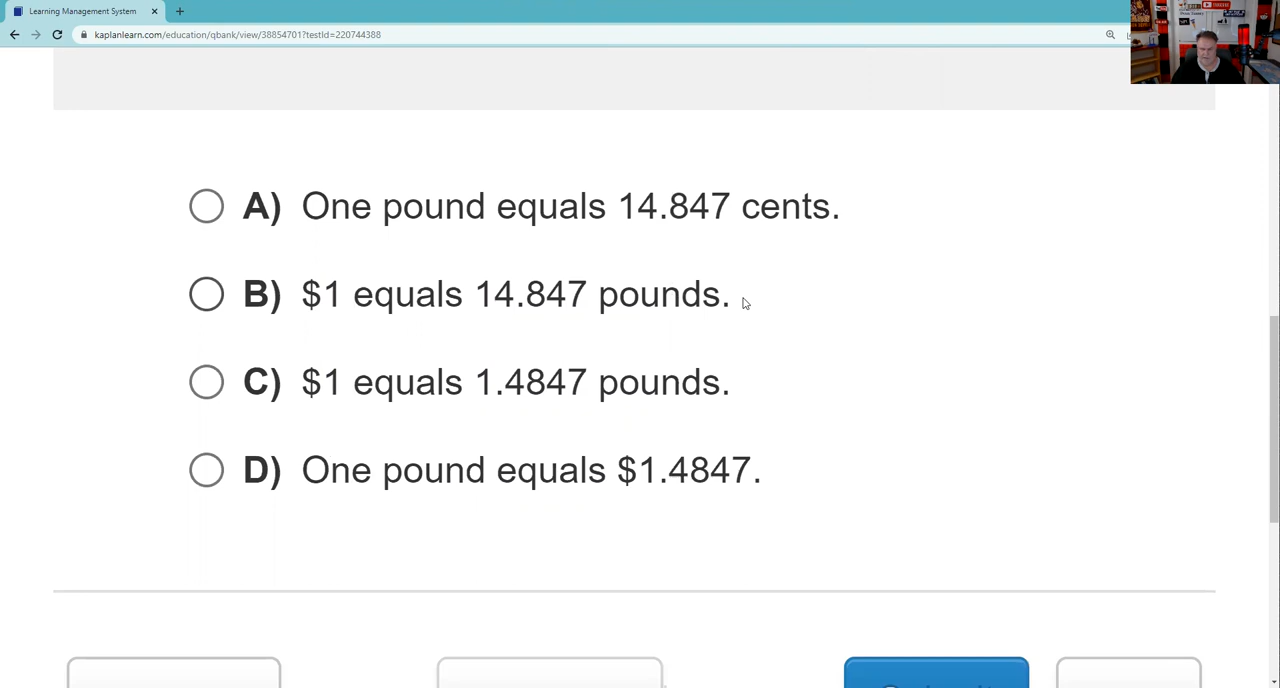 Learning Management System
kaplanlearn.com/education/qbank/view/38854701?testId=220744388
A) One pound equals 14.847 cents.
B) $1 equals 14.847 pounds.
C) $1 equals 1.4847 pounds.
D) One pound equals $1.4847.